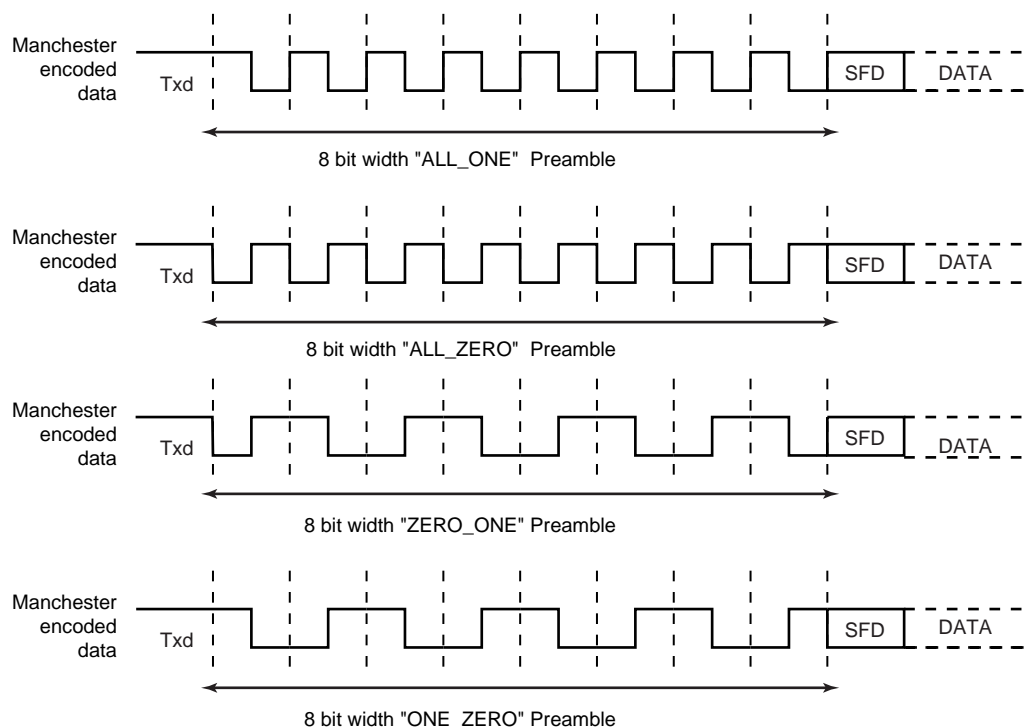 Manchester
encoded
data
Txd
SFD
DATA
8 bit width "ALL_ONE" Preamble
Manchester
encoded
data
Txd
SFD
DATA
8 bit width "ALL_ZERO" Preamble
Manchester
encoded
data
Txd
SFD
DATA
8 bit width "ZERO_ONE" Preamble
Manchester
encoded
data
Txd
SFD
DATA
8 bit width "ONE_ZERO" Preamble